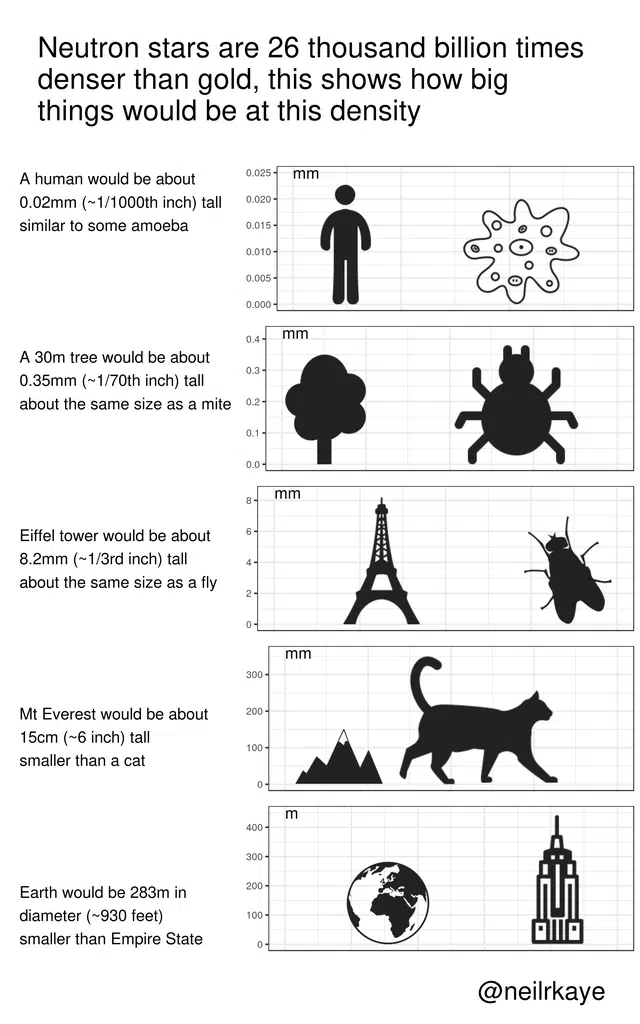 Neutron stars are 26 thousand billion times
denser than gold, this shows how big
things would be at this density
A human would be about
0.02mm (~1/1000th inch) tall
similar to some amoeba
mm
0.025
0.020
0.015
0.010
0.005
0.000
A 30m tree would be about
0.35mm (~1/70th inch) tall
about the same size as a mite
mm
0.4
0.3
0.2
0.1
0.0
Eiffel tower would be about
8.2mm (~1/3rd inch) tall
about the same size as a fly
mm
8
6
4
2
0
Mt Everest would be about
15cm (~6 inch) tall
smaller than a cat
mm
300
200
100
0
Earth would be 283m in
diameter (~930 feet)
smaller than Empire State
m
400
300
200
100
0
@neilrkaye